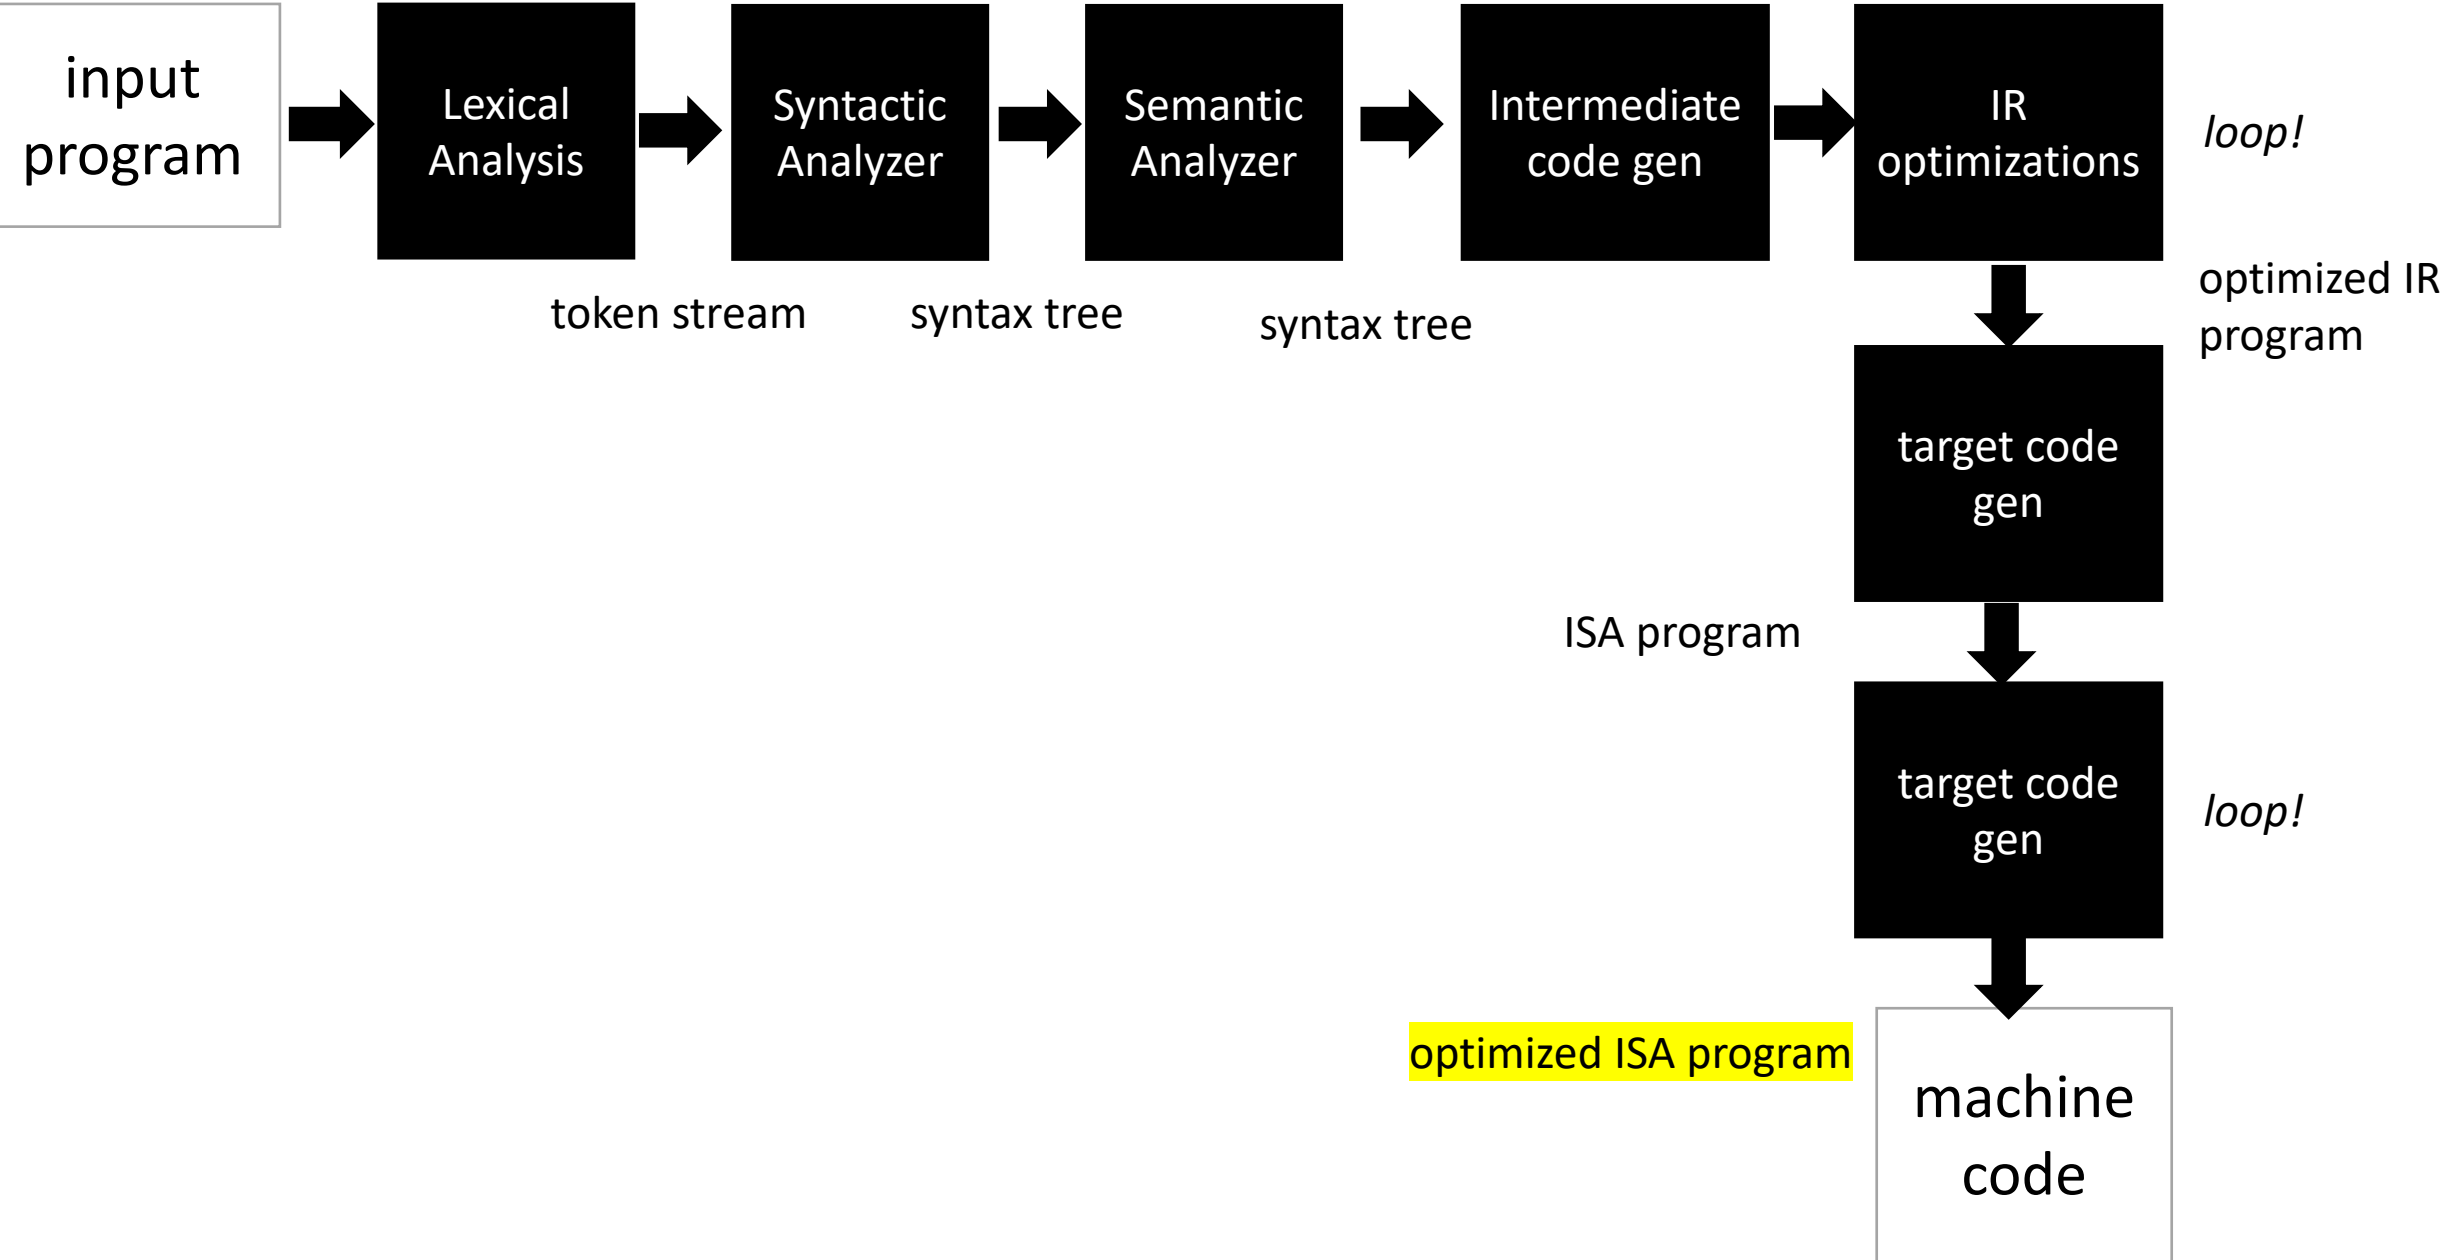 input
program
Lexical
Analysis
Syntactic
Analyzer
Semantic
Analyzer
Intermediate
code gen
IR
optimizations
loop!
token stream
syntax tree
syntax tree
optimized IR
program
target code
gen
ISA program
target code
gen
loop!
optimized ISA program
machine
code